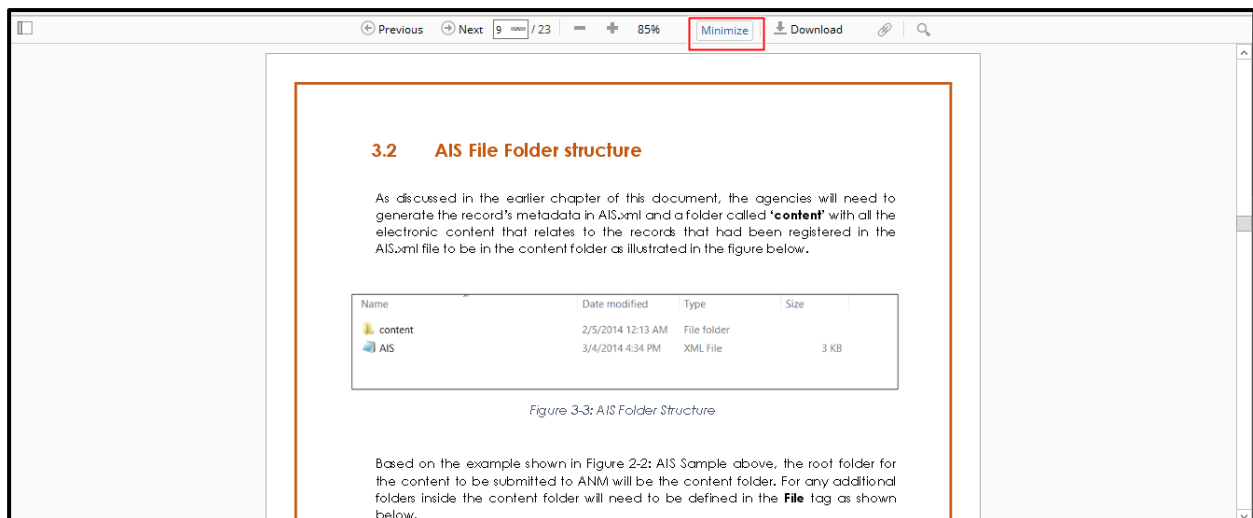 Previous Next 9 / 23 85% Minimize Download
3.2 AIS File Folder structure
As discussed in the earlier chapter of this document, the agencies will need to
generate the record's metadata in AIS.xml and a folder called 'content' with all the
electronic content that relates to the records that had been registered in the
AIS.xml file to be in the content folder as illustrated in the figure below.
Name Date modified Type Size
content 2/5/2014 12:13 AM File folder
AIS 3/4/2014 4:34 PM XML File 3 KB
Figure 3-3: AIS Folder Structure
Based on the example shown in Figure 2-2: AIS Sample above, the root folder for
the content to be submitted to ANM will be the content folder. For any additional
folders inside the content folder will need to be defined in the File tag as shown
below.